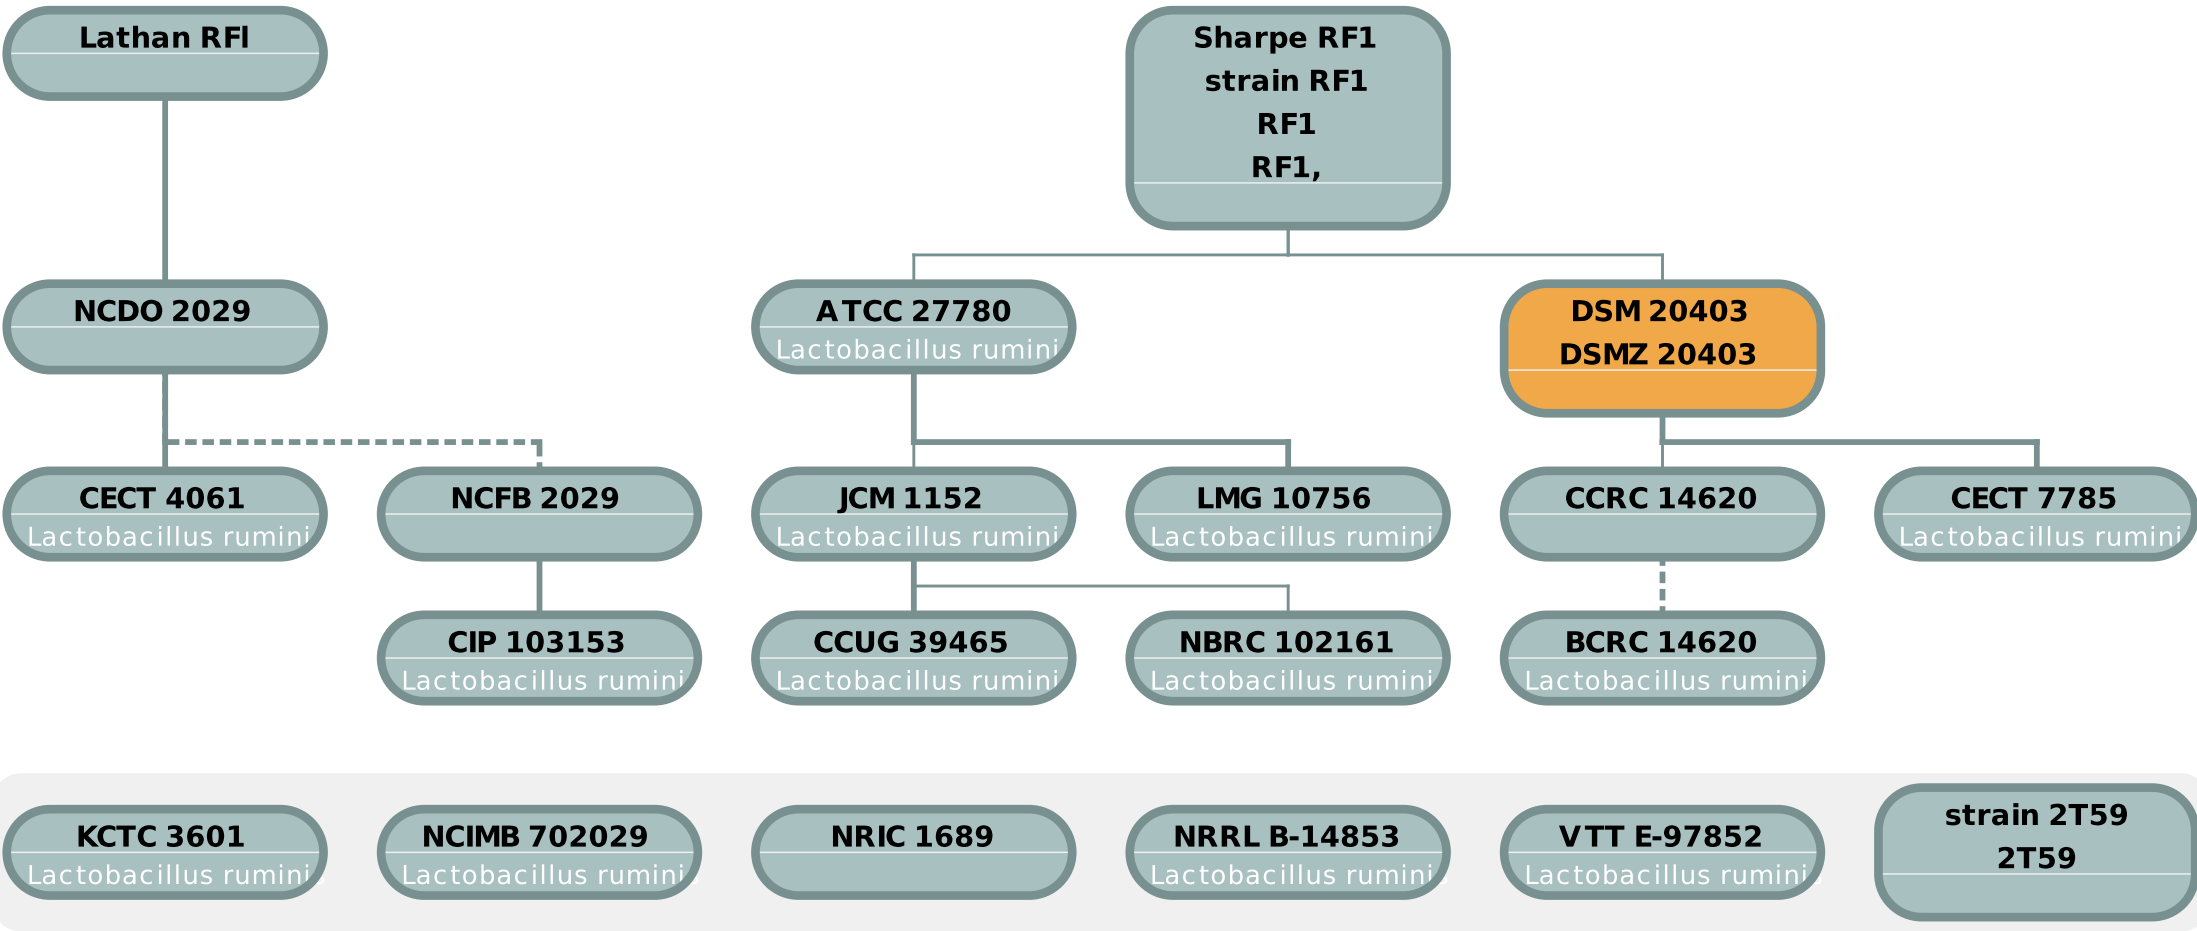 Lathan RFl
Sharpe RF1
strain RF1
RF1
RF1,
NCDO 2029
ATCC 27780
Lactobacillus rumini
DSM 20403
DSMZ 20403
CECT 4061
Lactobacillus rumini
NCFB 2029
JCM 1152
Lactobacillus rumini
LMG 10756
Lactobacillus rumini
CCRC 14620
CECT 7785
Lactobacillus rumini
CIP 103153
Lactobacillus rumini
CCUG 39465
Lactobacillus rumini
NBRC 102161
Lactobacillus rumini
BCRC 14620
Lactobacillus rumini
KCTC 3601
Lactobacillus rumini
NCIMB 702029
Lactobacillus rumini
NRIC 1689
NRRL B-14853
Lactobacillus rumini
VTT E-97852
Lactobacillus rumini
strain 2T59
2T59